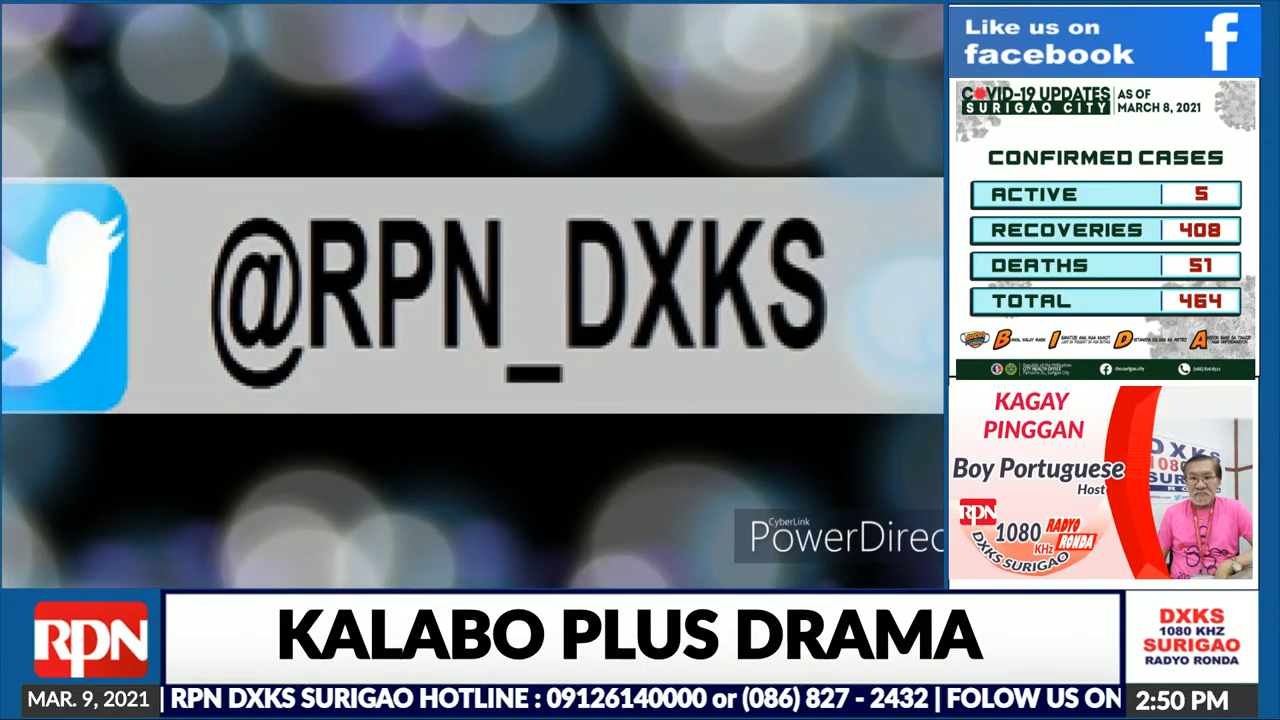 @RPN_DXKS
CyberLink
PowerDirec
Like us on
facebook
COVID-19 UPDATES
SURIGAO CITY
AS OF
MARCH 8, 2021
CONFIRMED CASES
ACTIVE 5
RECOVERIES 408
DEATHS 51
TOTAL 464
B I D A
KAGAY
PINGGAN
Boy Portuguese
Host
RPN
1080
KHz
RADYO
RONDA
DXKS SURIGAO
RPN
KALABO PLUS DRAMA
DXKS
1080 KHZ
SURIGAO
RADYO RONDA
MAR. 9, 2021
| RPN DXKS SURIGAO HOTLINE : 09126140000 or (086) 827 - 2432 | FOLOW US ON
2:50 PM